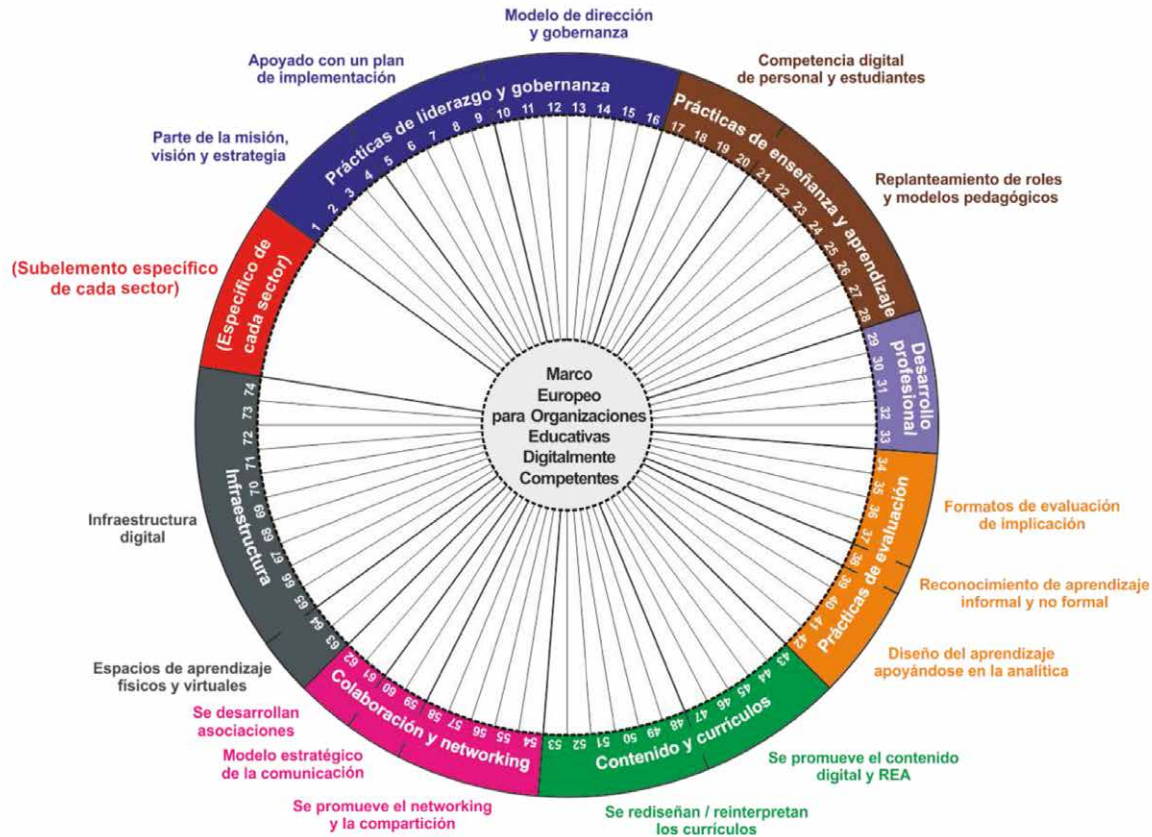 Modelo de dirección
y gobernanza
Apoyado con un plan
de implementación
Parte de la misión,
visión y estrategia
Prácticas de liderazgo y gobernanza
1 2 3 4 5 6 7 8 9 10 11 12 13 14 15 16
Competencia digital
de personal y estudiantes
Replanteamiento de roles
y modelos pedagógicos
Prácticas de enseñanza y aprendizaje
17 18 19 20 21 22 23 24 25 26 27 28
Desarrollo
profesional
29 30 31 32 33
Formatos de evaluación
de implicación
Reconocimiento de aprendizaje
informal y no formal
Diseño del aprendizaje
apoyándose en la analítica
Prácticas de evaluación
34 35 36 37 38 39 40 41 42
Se promueve el contenido
digital y REA
Se rediseñan / reinterpretan
los currículos
Contenido y currículos
43 44 45 46 47 48 49 50 51 52 53
Se promueve el networking
y la compartición
Modelo estratégico
de la comunicación
Se desarrollan
asociaciones
Colaboración y networking
54 55 56 57 58 59 60 61 62
Espacios de aprendizaje
físicos y virtuales
Infraestructura
digital
Infraestructura
63 64 65 66 67 68 69 70 71 72 73 74
(Subelemento específico
de cada sector)
(Específico de
cada sector)
Marco
Europeo
para Organizaciones
Educativas
Digitalmente
Competentes